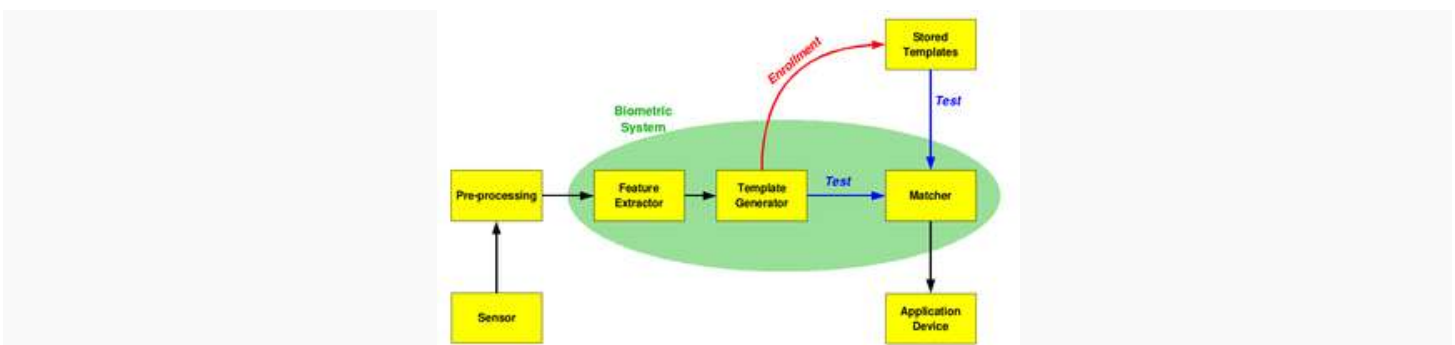 Stored
Templates
Enrollment
Test
Biometric
System
Pre-processing
Feature
Extractor
Template
Generator
Test
Matcher
Sensor
Application
Device